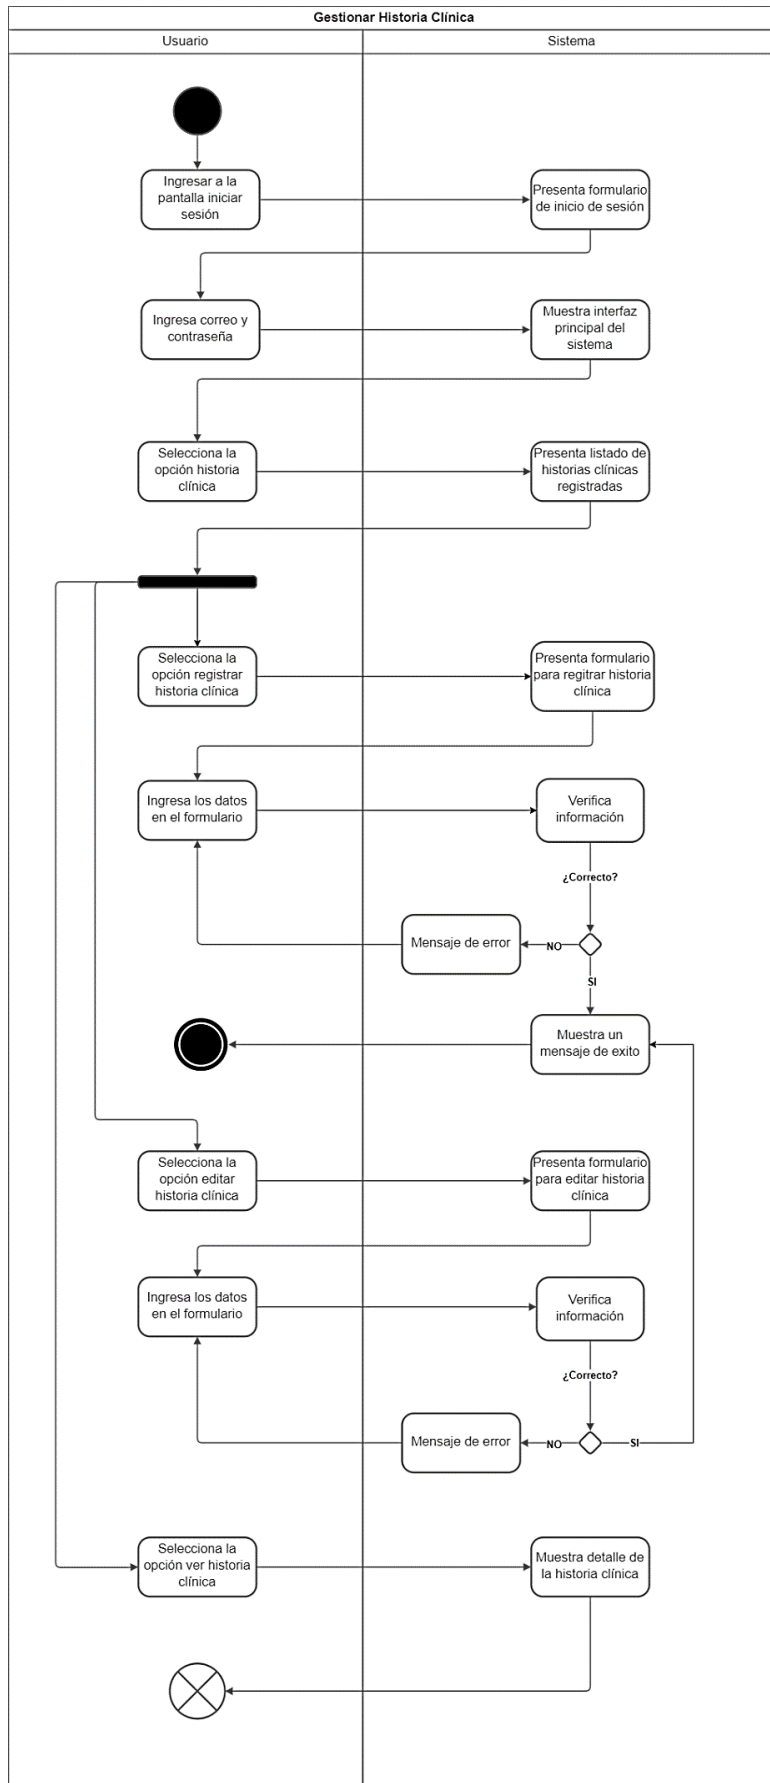 Gestionar Historia Clínica
Usuario
Sistema
Ingresar a la
pantalla iniciar
sesión
Presenta formulario
de inicio de sesión
Ingresa correo y
contraseña
Muestra interfaz
principal del
sistema
Selecciona la
opción historia
clínica
Presenta listado de
historias clínicas
registradas
Selecciona la
opción registrar
historia clínica
Presenta formulario
para regitrar historia
clínica
Ingresa los datos
en el formulario
Verifica
información
¿Correcto?
Mensaje de error
NO
SI
Muestra un
mensaje de exito
Selecciona la
opción editar
historia clínica
Presenta formulario
para editar historia
clínica
Ingresa los datos
en el formulario
Verifica
información
¿Correcto?
Mensaje de error
NO
SI
Selecciona la
opción ver historia
clínica
Muestra detalle de
la historia clínica